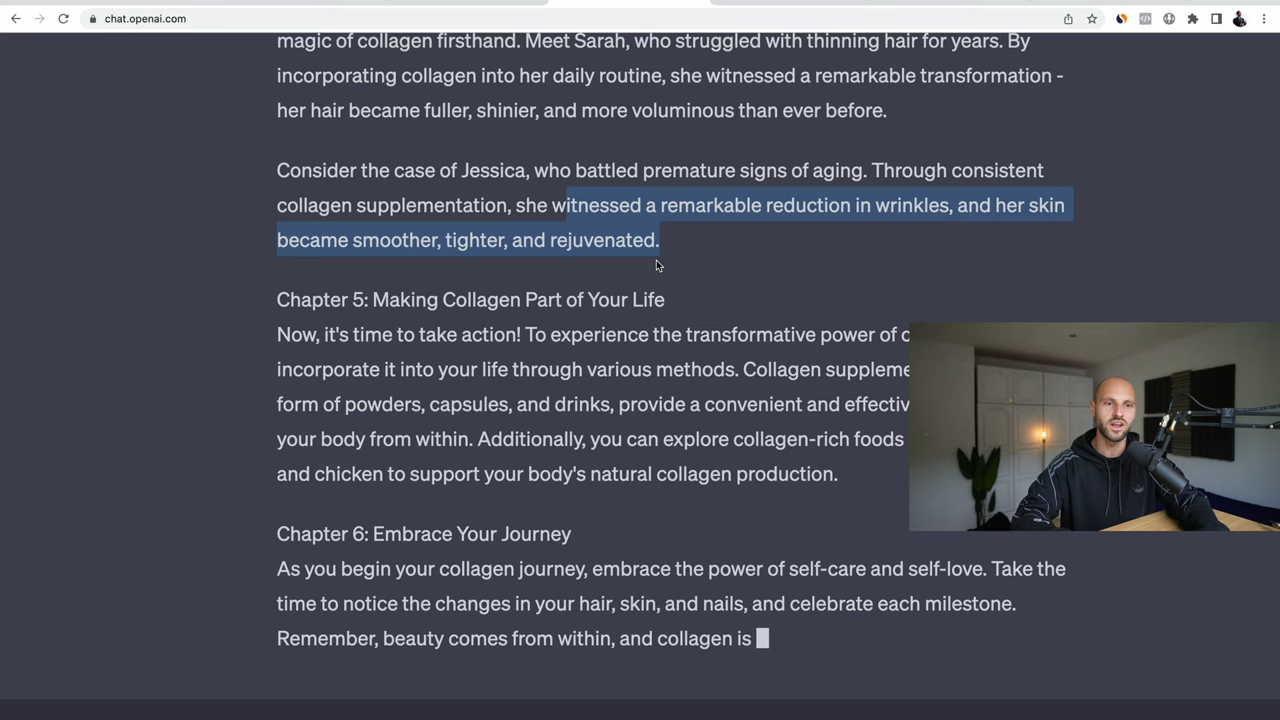 chat.openai.com
magic of collagen firsthand. Meet Sarah, who struggled with thinning hair for years. By
incorporating collagen into her daily routine, she witnessed a remarkable transformation -
her hair became fuller, shinier, and more voluminous than ever before.
Consider the case of Jessica, who battled premature signs of aging. Through consistent
collagen supplementation, she witnessed a remarkable reduction in wrinkles, and her skin
became smoother, tighter, and rejuvenated.
Chapter 5: Making Collagen Part of Your Life
Now, it's time to take action! To experience the transformative power of
incorporate it into your life through various methods. Collagen
form of powders, capsules, and drinks, provide a convenient and
your body from within. Additionally, you can explore collagen-rich foods
and chicken to support your body's natural collagen production.
Chapter 6: Embrace Your Journey
As you begin your collagen journey, embrace the power of self-care and self-love. Take the
time to notice the changes in your hair, skin, and nails, and celebrate each milestone.
Remember, beauty comes from within, and collagen is